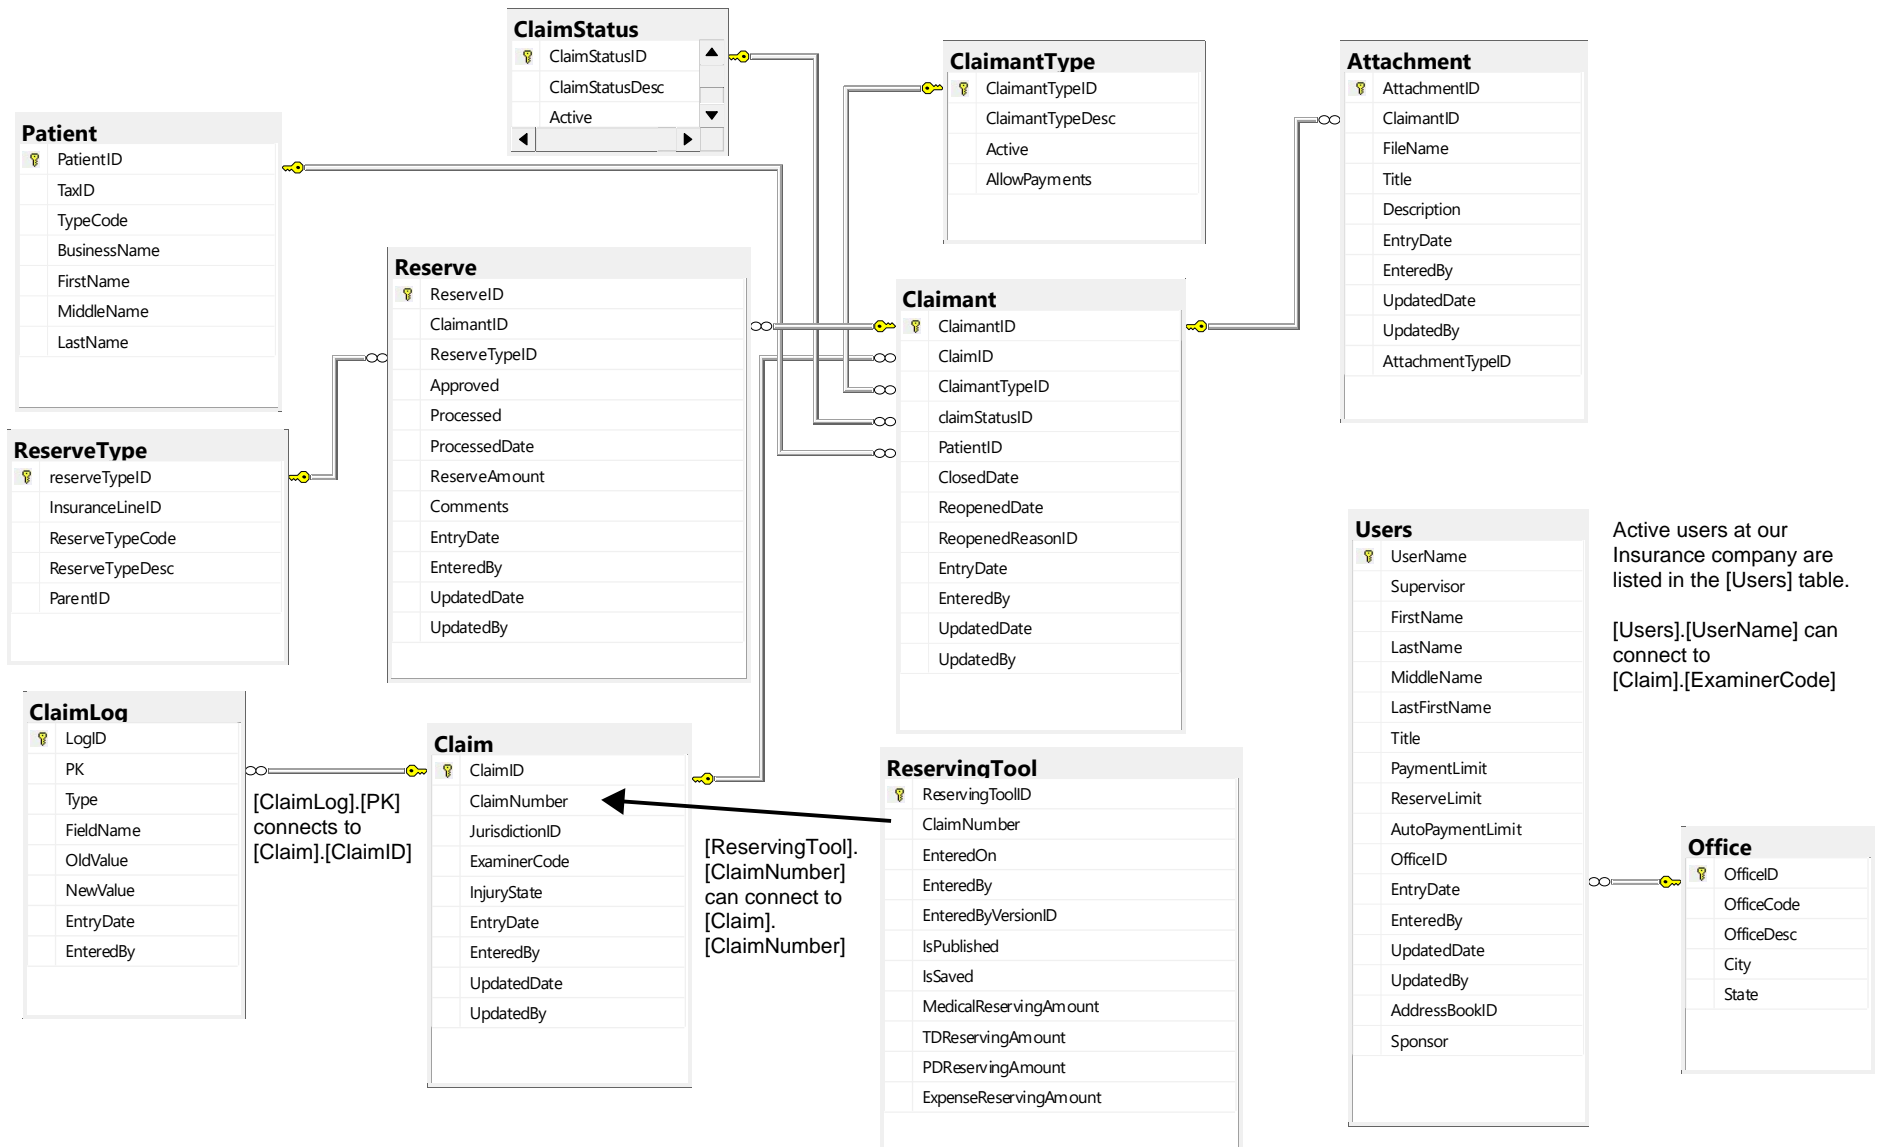 ClaimStatus
ClaimStatusID
ClaimStatusDesc
Active
ClaimantType
ClaimantTypeID
ClaimantTypeDesc
Active
AllowPayments
Attachment
AttachmentID
ClaimantID
FileName
Title
Description
EntryDate
EnteredBy
UpdatedDate
UpdatedBy
AttachmentTypeID
Patient
PatientID
TaxID
TypeCode
BusinessName
FirstName
MiddleName
LastName
Reserve
ReserveID
ClaimantID
ReserveTypeID
Approved
Processed
ProcessedDate
ReserveAmount
Comments
EntryDate
EnteredBy
UpdatedDate
UpdatedBy
Claimant
ClaimantID
ClaimID
ClaimantTypeID
claimStatusID
PatientID
ClosedDate
ReopenedDate
ReopenedReasonID
EntryDate
EnteredBy
UpdatedDate
UpdatedBy
ReserveType
reserveTypeID
InsuranceLineID
ReserveTypeCode
ReserveTypeDesc
ParentID
Users
UserName
Supervisor
FirstName
LastName
MiddleName
LastFirstName
Title
PaymentLimit
ReserveLimit
AutoPaymentLimit
OfficeID
EntryDate
EnteredBy
UpdatedDate
UpdatedBy
AddressBookID
Sponsor
Active users at our
Insurance company are
listed in the [Users] table.
[Users].[UserName] can
connect to
[Claim].[ExaminerCode]
ClaimLog
LogID
PK
Type
FieldName
OldValue
NewValue
EntryDate
EnteredBy
[ClaimLog].[PK]
connects to
[Claim].[ClaimID]
Claim
ClaimID
ClaimNumber
JurisdictionID
ExaminerCode
InjuryState
EntryDate
EnteredBy
UpdatedDate
UpdatedBy
[ReservingTool].
[ClaimNumber]
can connect to
[Claim].
[ClaimNumber]
ReservingTool
ReservingToolID
ClaimNumber
EnteredOn
EnteredBy
EnteredByVersionID
IsPublished
IsSaved
MedicalReservingAmount
TDReservingAmount
PDReservingAmount
ExpenseReservingAmount
Office
OfficeID
OfficeCode
OfficeDesc
City
State